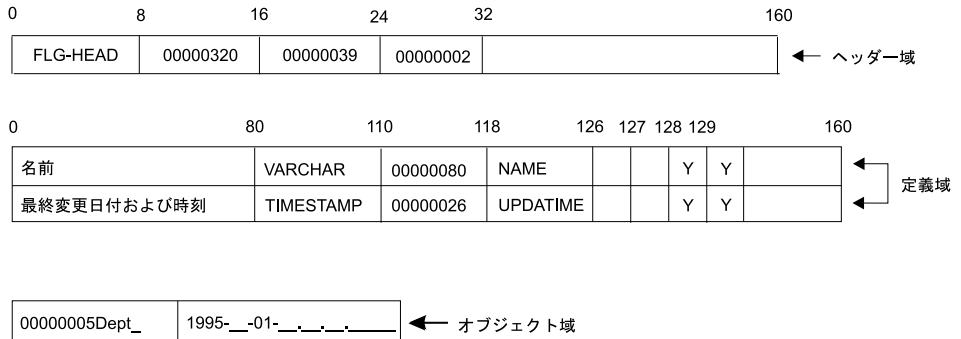 0 8 16 24 32 160
FLG-HEAD 00000320 00000039 00000002 ヘッダー域
0 80 110 118 126 127 128 129 160
名前 VARCHAR 00000080 NAME Y Y
定義域
最終変更日付および時刻 TIMESTAMP 00000026 UPDATIME Y Y
00000005Dept_ 1995-__-01-__.__.__.______ オブジェクト域